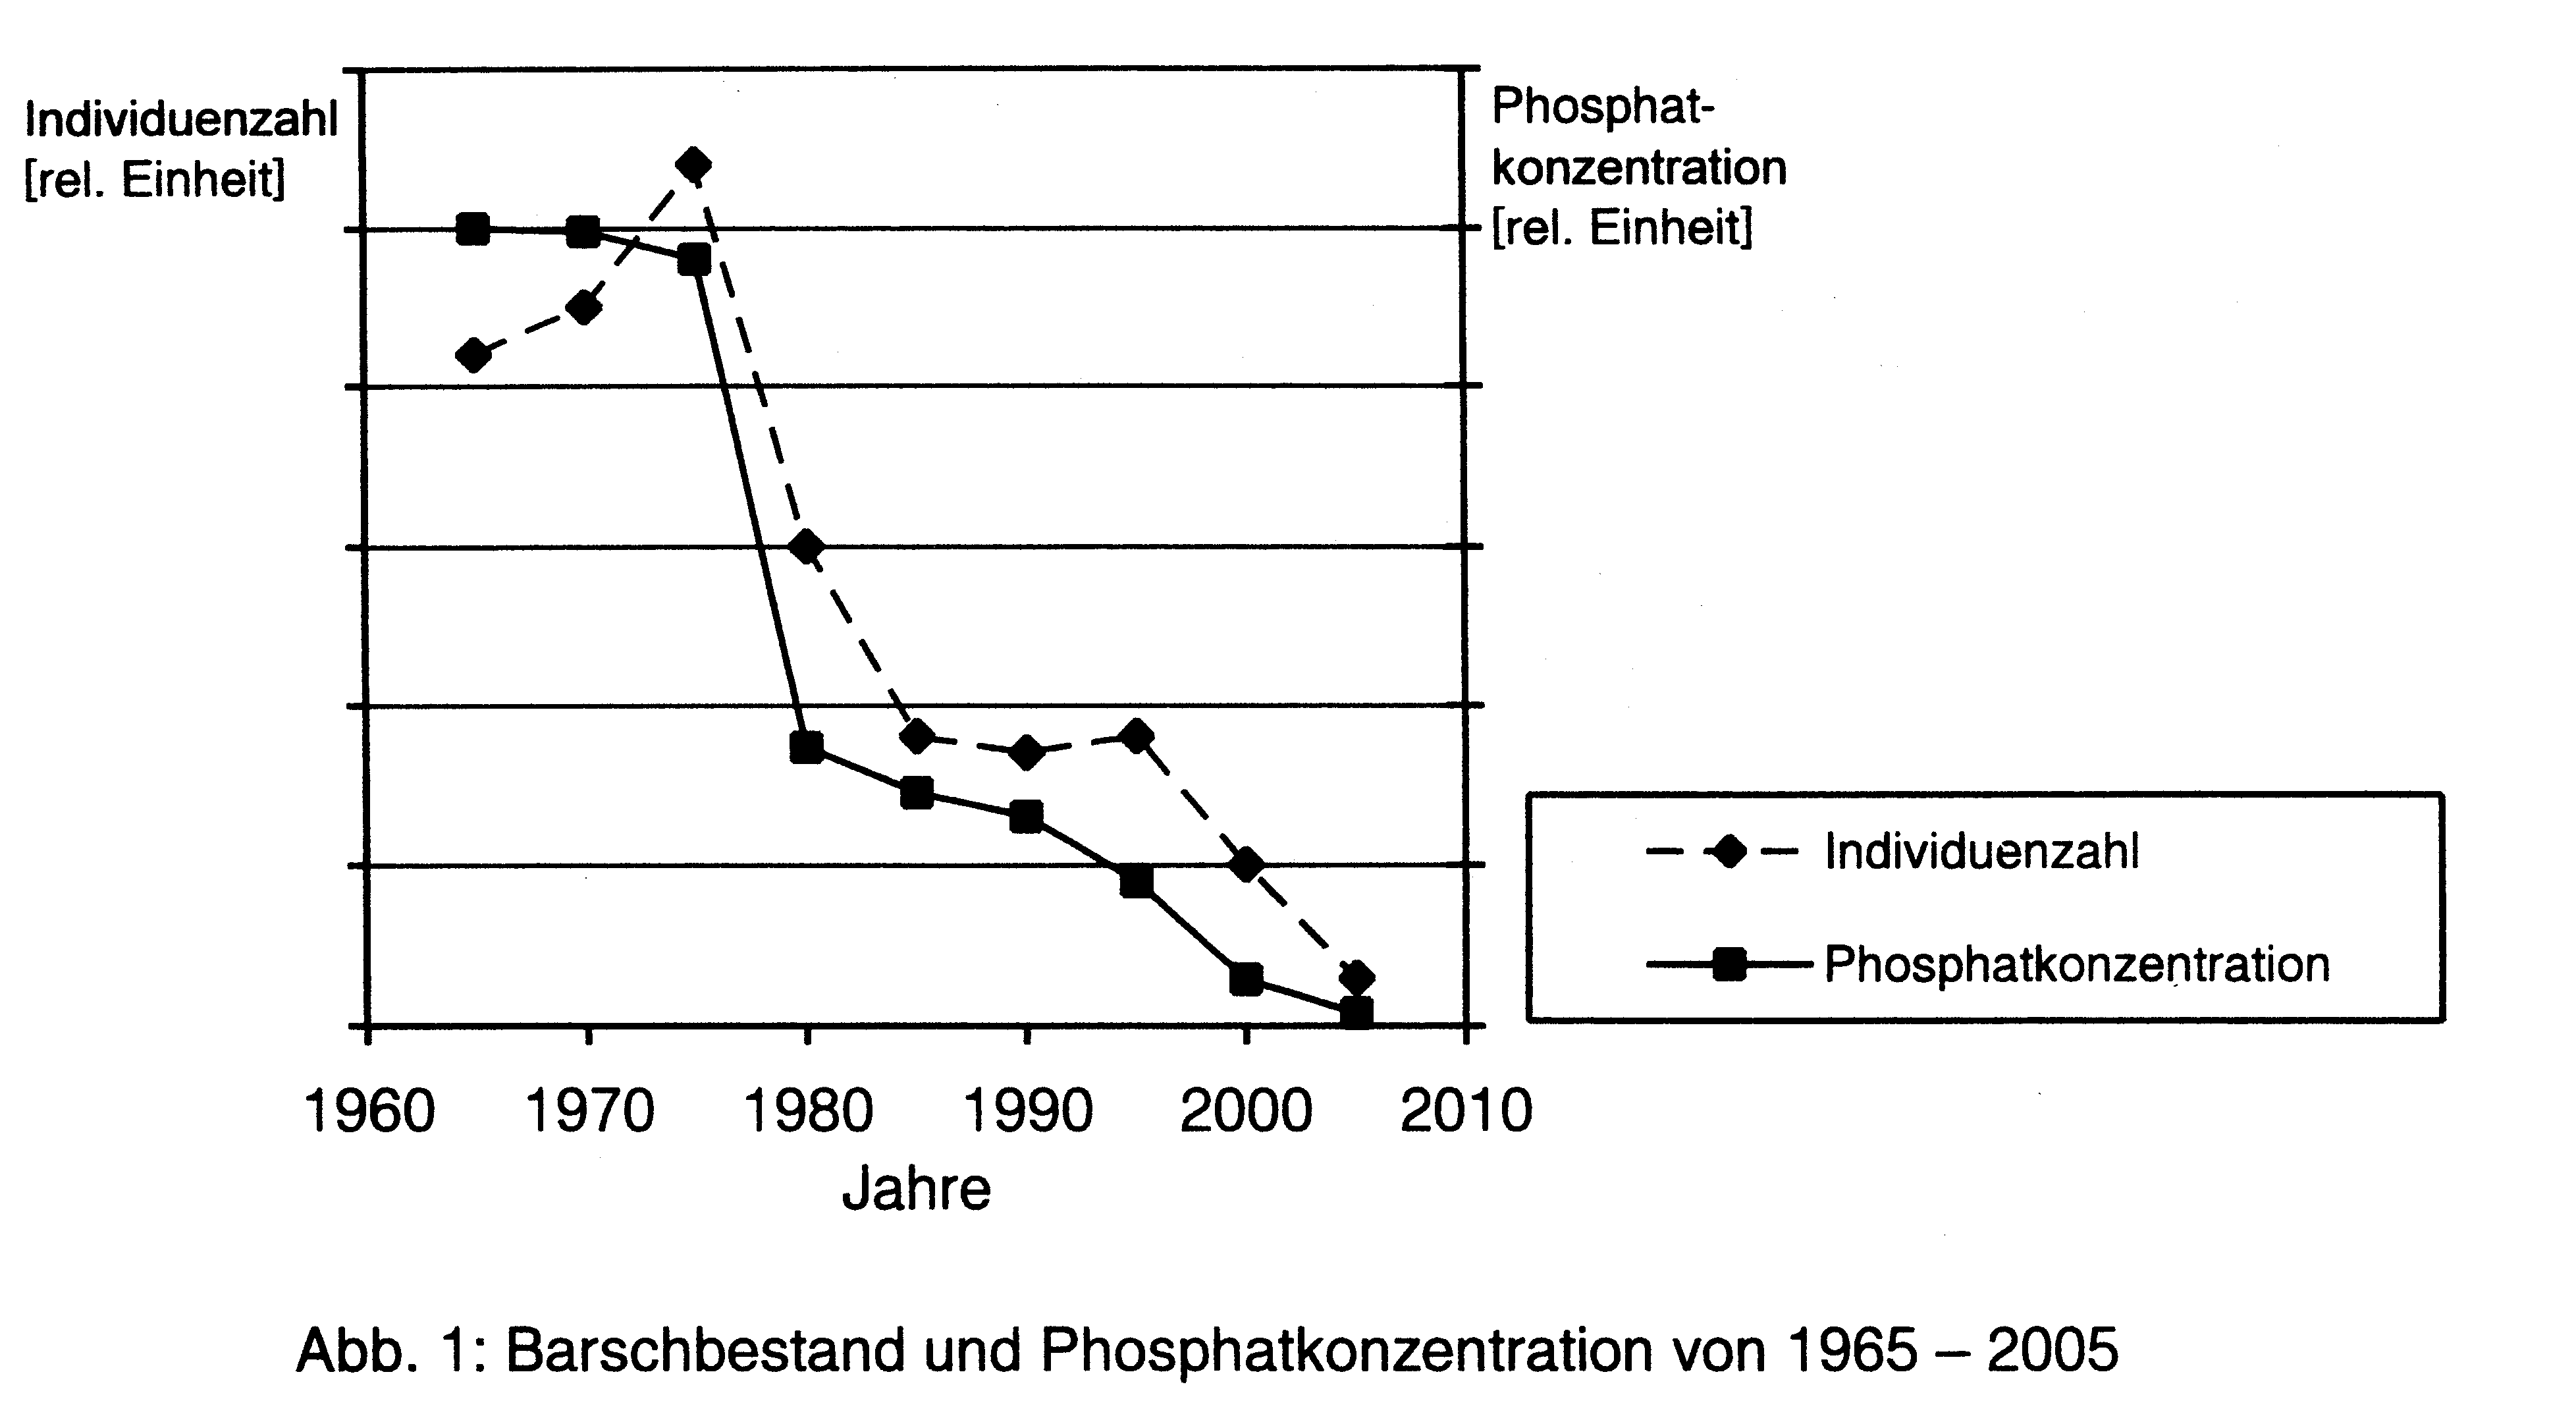 Individuenzahl
[rel. Einheit]
Phosphat-
konzentration
[rel. Einheit]
Individuenzahl
Phosphatkonzentration
1960 1970 1980 1990 2000 2010
Jahre
Abb. 1: Barschbestand und Phosphatkonzentration von 1965 – 2005